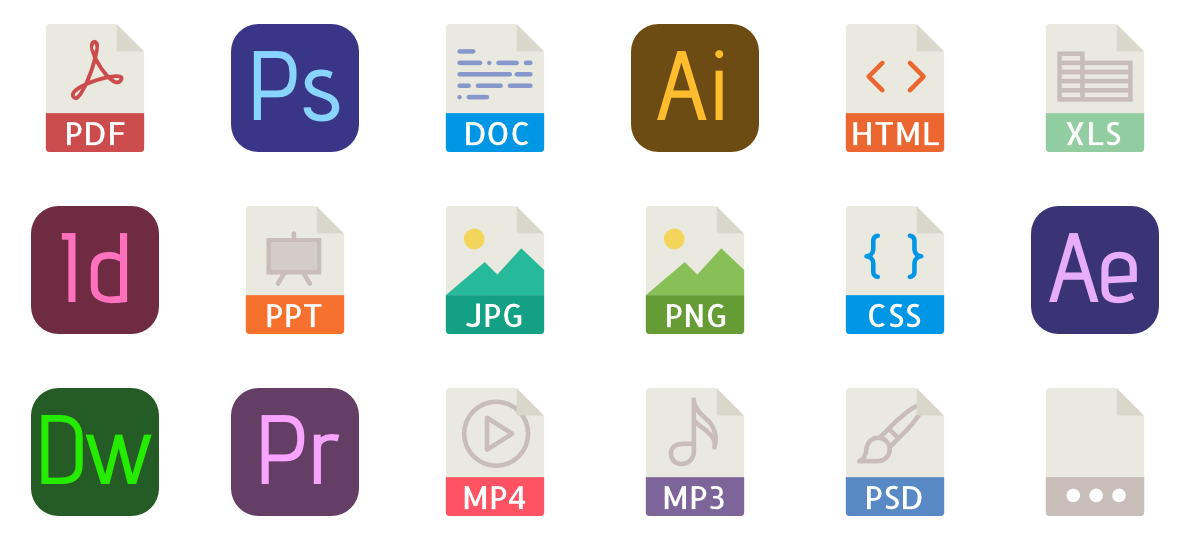 PDF
Ps
DOC
Ai
HTML
XLS
Id
PPT
JPG
PNG
CSS
Ae
Dw
Pr
MP4
MP3
PSD